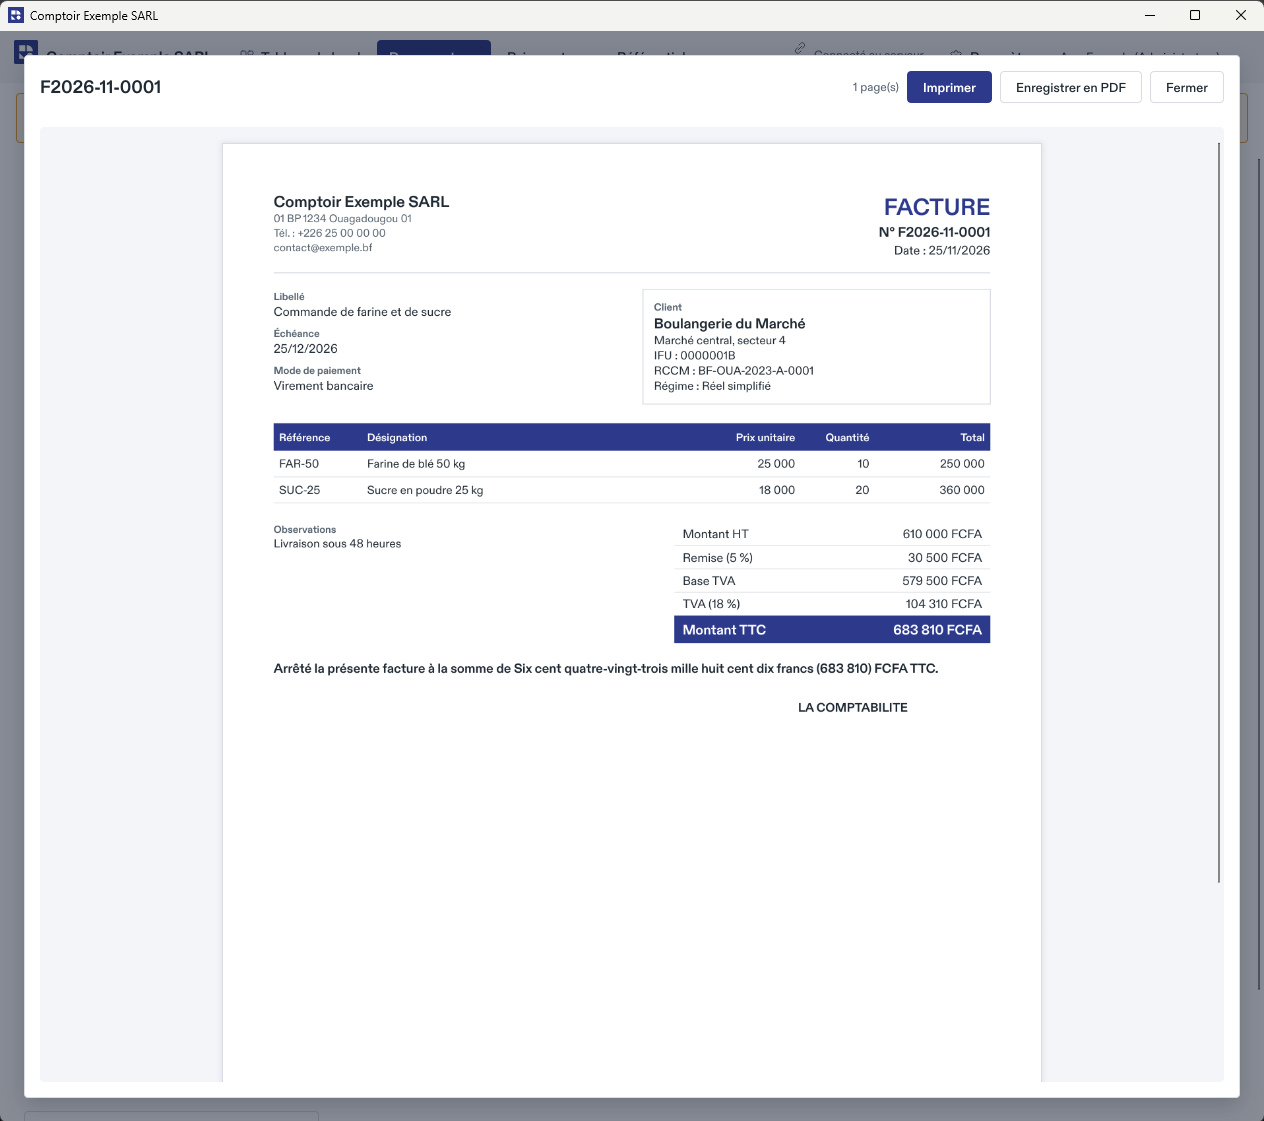 Comptoir Exemple SARL
F2026-11-0001
1 page(s)
Imprimer
Enregistrer en PDF
Fermer
Comptoir Exemple SARL
01 BP 1234 Ouagadougou 01
Tél. : +226 25 00 00 00
contact@exemple.bf
FACTURE
N° F2026-11-0001
Date : 25/11/2026
Libellé
Commande de farine et de sucre
Échéance
25/12/2026
Mode de paiement
Virement bancaire
Client
Boulangerie du Marché
Marché central, secteur 4
IFU : 0000001B
RCCM : BF-OUA-2023-A-0001
Régime : Réel simplifié
Référence Désignation Prix unitaire Quantité Total
FAR-50 Farine de blé 50 kg 25 000 10 250 000
SUC-25 Sucre en poudre 25 kg 18 000 20 360 000
Observations
Livraison sous 48 heures
Montant HT 610 000 FCFA
Remise (5 %) 30 500 FCFA
Base TVA 579 500 FCFA
TVA (18 %) 104 310 FCFA
Montant TTC 683 810 FCFA
Arrêté la présente facture à la somme de Six cent quatre-vingt-trois mille huit cent dix francs (683 810) FCFA TTC.
LA COMPTABILITE